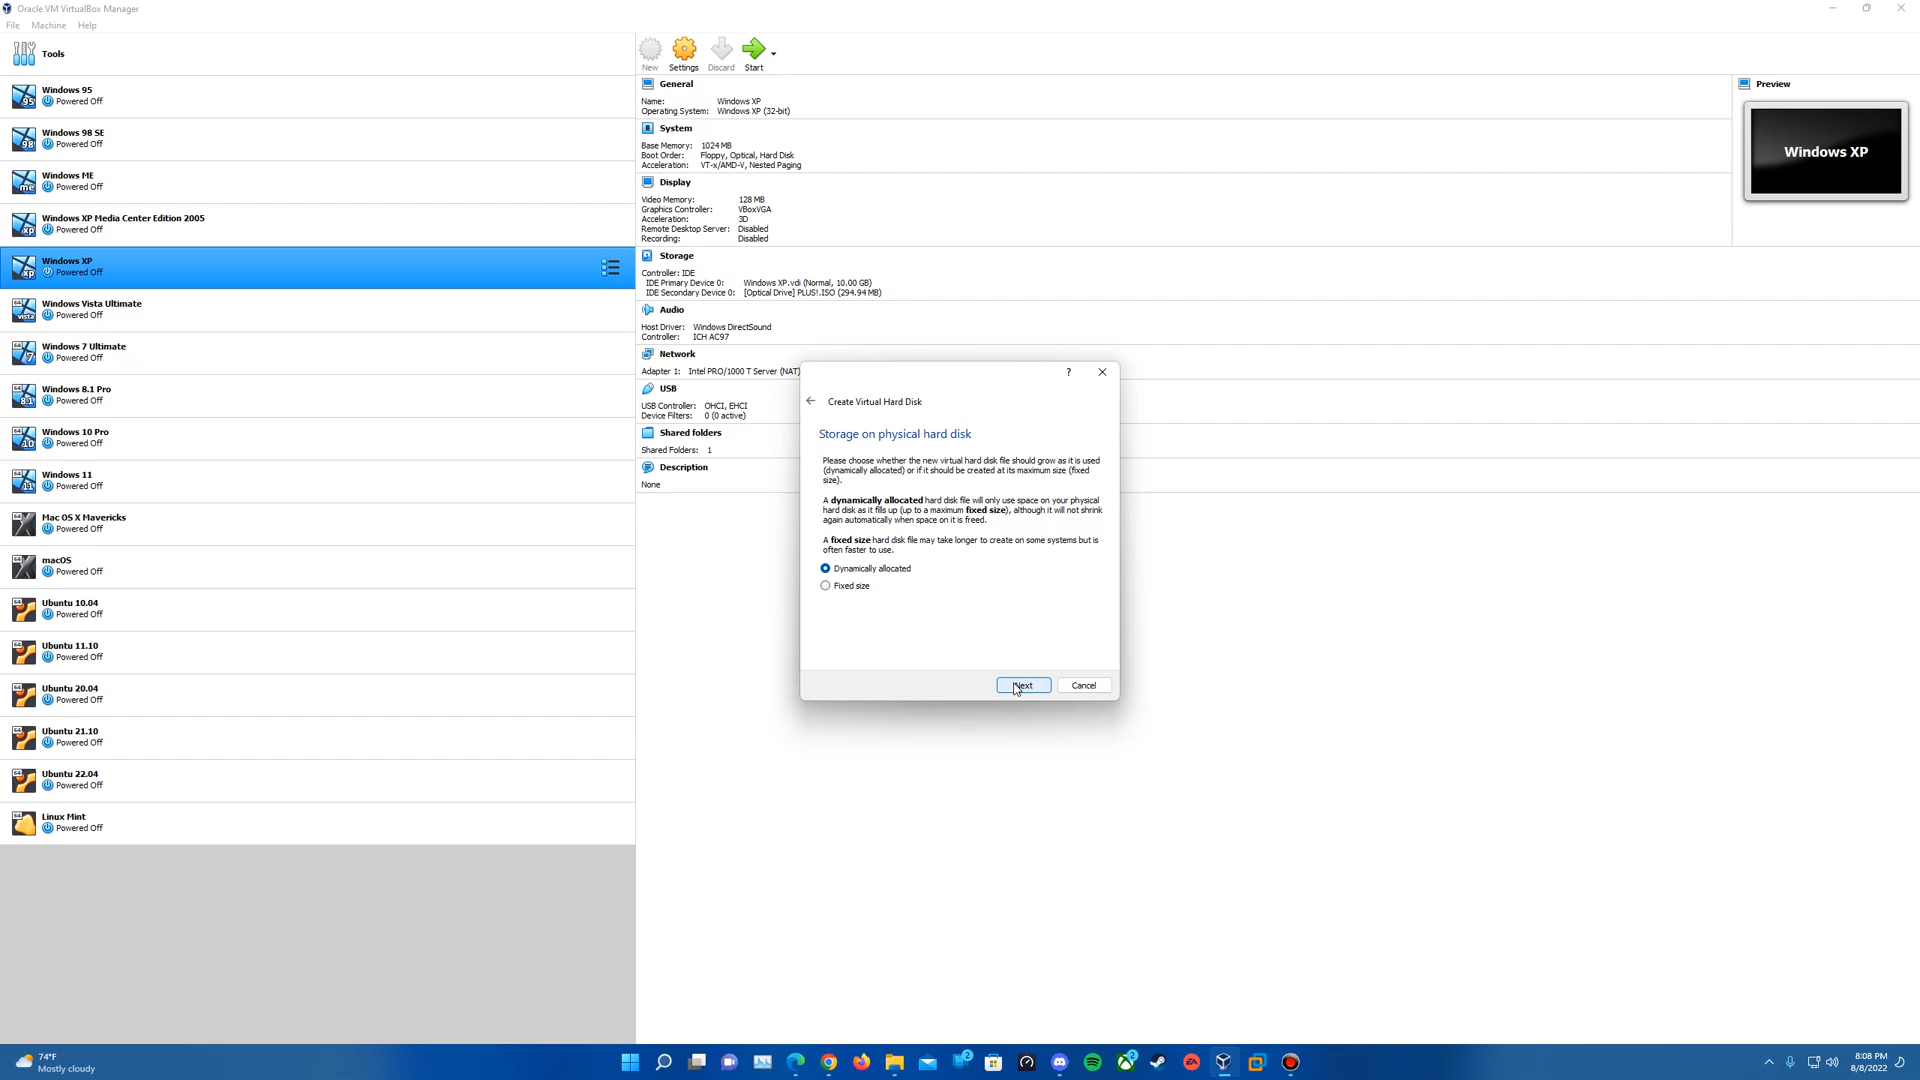 Oracle VM VirtualBox Manager
File Machine Help
Tools
Windows 95
Powered Off
Windows 98 SE
Powered Off
Windows ME
Powered Off
Windows XP Media Center Edition 2005
Powered Off
Windows XP
Powered Off
Windows Vista Ultimate
Powered Off
Windows 7 Ultimate
Powered Off
Windows 8.1 Pro
Powered Off
Windows 10 Pro
Powered Off
Windows 11
Powered Off
Mac OS X Mavericks
Powered Off
macOS
Powered Off
Ubuntu 10.04
Powered Off
Ubuntu 11.10
Powered Off
Ubuntu 20.04
Powered Off
Ubuntu 21.10
Powered Off
Ubuntu 22.04
Powered Off
Linux Mint
Powered Off
New Settings Discard Start
General
Name: Windows XP
Operating System: Windows XP (32-bit)
System
Base Memory: 1024 MB
Boot Order: Floppy, Optical, Hard Disk
Acceleration: VT-x/AMD-V, Nested Paging
Display
Video Memory: 128 MB
Graphics Controller: VBoxVGA
Acceleration: 3D
Remote Desktop Server: Disabled
Recording: Disabled
Storage
Controller: IDE
IDE Primary Device 0: Windows XP.vdi (Normal, 10.00 GB)
IDE Secondary Device 0: [Optical Drive] PLUS!.ISO (294.94 MB)
Audio
Host Driver: Windows DirectSound
Controller: ICH AC97
Network
Adapter 1: Intel PRO/1000 T Server (NAT)
USB
USB Controller: OHCI, EHCI
Device Filters: 0 (0 active)
Shared folders
Shared Folders: 1
Description
None
Preview
Windows XP
?
Create Virtual Hard Disk
Storage on physical hard disk
Please choose whether the new virtual hard disk file should grow as it is used
(dynamically allocated) or if it should be created at its maximum size (fixed
size).
A dynamically allocated hard disk file will only use space on your physical
hard disk as it fills up (up to a maximum fixed size), although it will not shrink
again automatically when space on it is freed.
A fixed size hard disk file may take longer to create on some systems but is
often faster to use.
Dynamically allocated
Fixed size
Next Cancel
74°F
Mostly cloudy
8:08 PM
8/8/2022